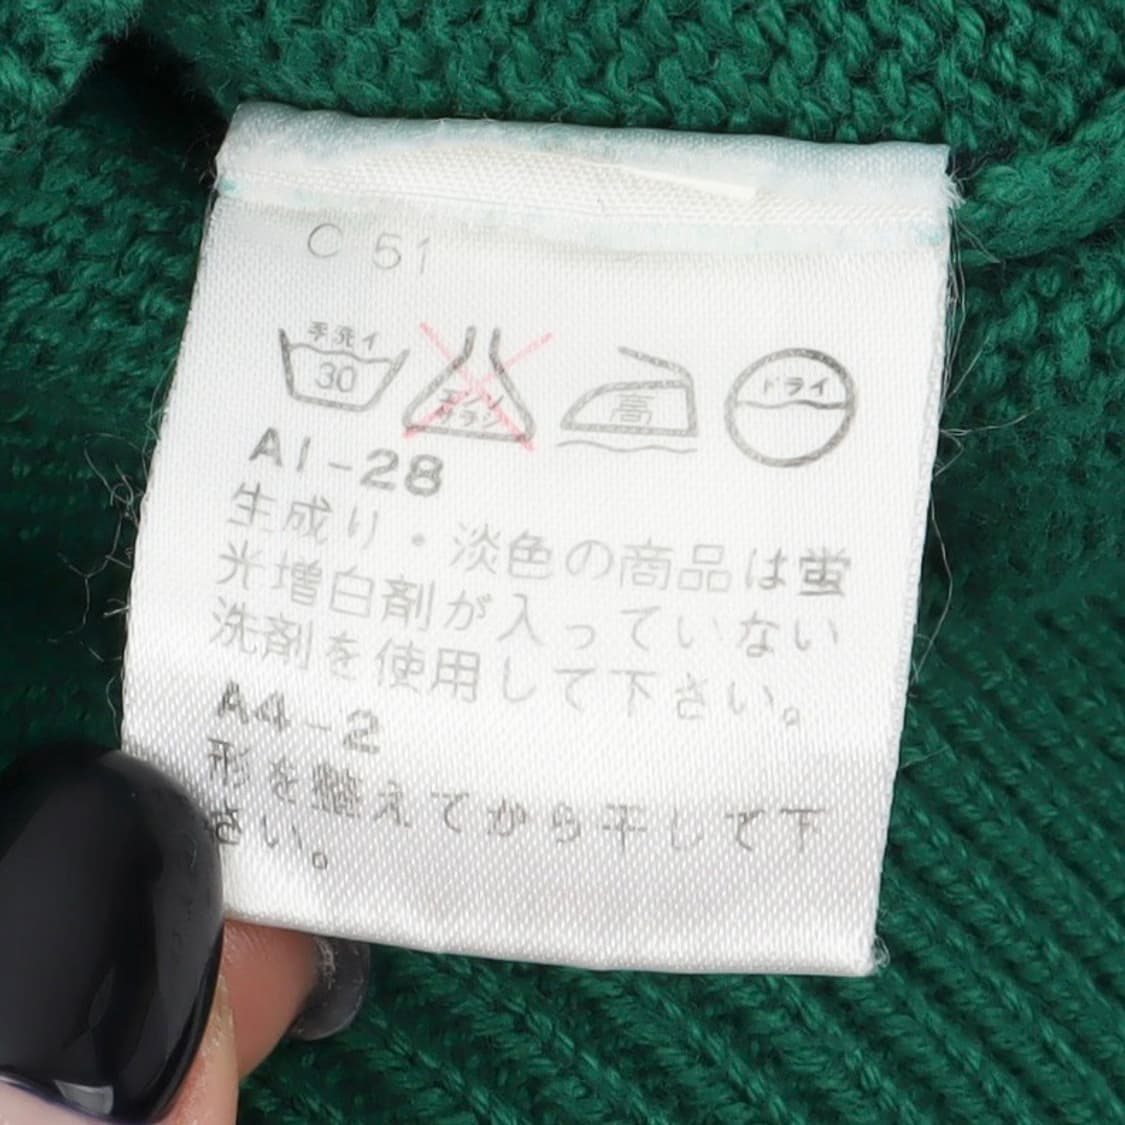 C 51
手洗イ
30
エンソ
サラシ
高
ドライ
A1-28
生成り・淡色の商品は蛍
光増白剤が入っていない
洗剤を使用して下さい。
A4-2
形を整えてから干して下
さい。